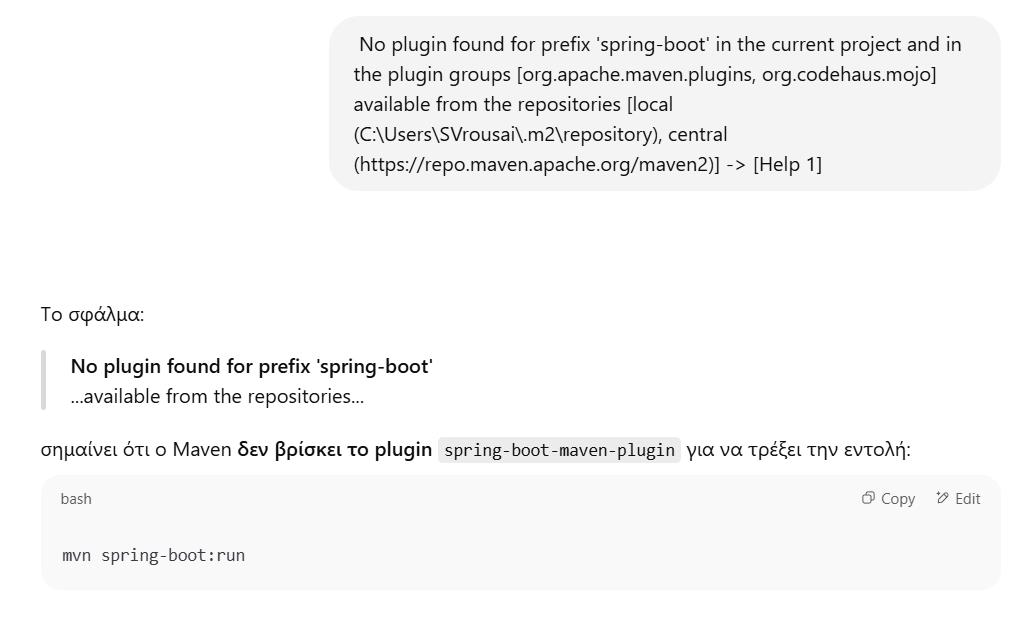 No plugin found for prefix 'spring-boot' in the current project and in
the plugin groups [org.apache.maven.plugins, org.codehaus.mojo]
available from the repositories [local
(C:\Users\SVrousai\.m2\repository), central
(https://repo.maven.apache.org/maven2)] -> [Help 1]
Το σφάλμα:
No plugin found for prefix 'spring-boot'
...available from the repositories...
σημαίνει ότι ο Maven δεν βρίσκει το plugin spring-boot-maven-plugin για να τρέξει την εντολή:
bash Copy Edit
mvn spring-boot:run